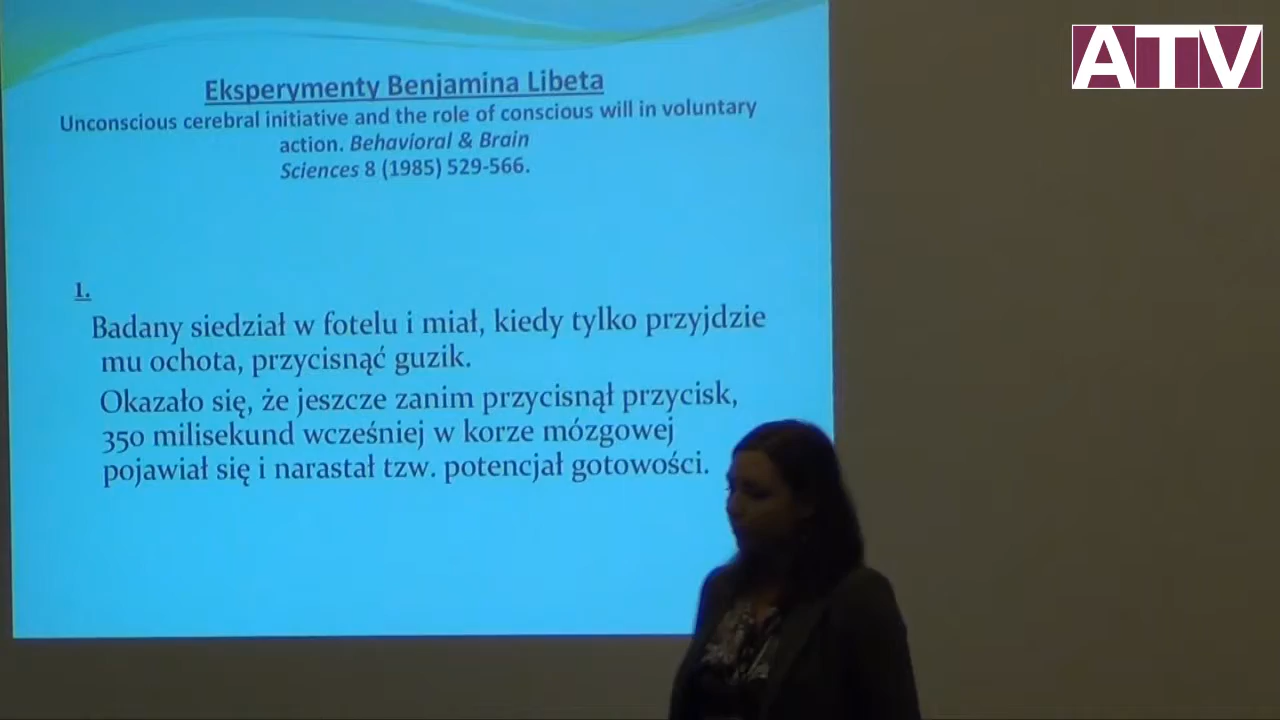 ATV
Eksperymenty Benjamina Libeta
Unconscious cerebral initiative and the role of conscious will in voluntary
action. Behavioral & Brain
Sciences 8 (1985) 529-566.
1.
Badany siedział w fotelu i miał, kiedy tylko przyjdzie
mu ochota, przycisnąć guzik.
Okazało się, że jeszcze zanim przycisnął przycisk,
350 milisekund wcześniej w korze mózgowej
pojawiał się i narastał tzw. potencjał gotowości.